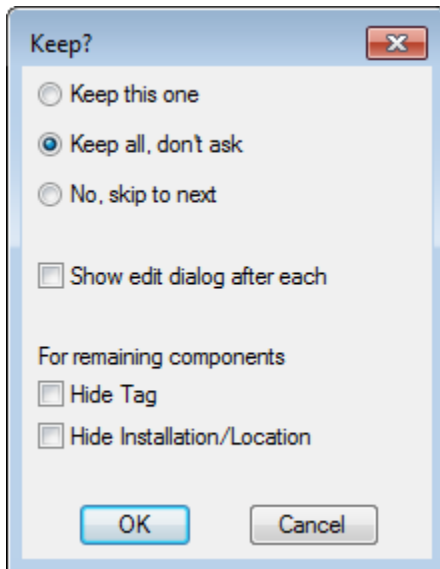 Keep?
Keep this one
Keep all, don't ask
No, skip to next
Show edit dialog after each
For remaining components
Hide Tag
Hide Installation/Location
OK
Cancel